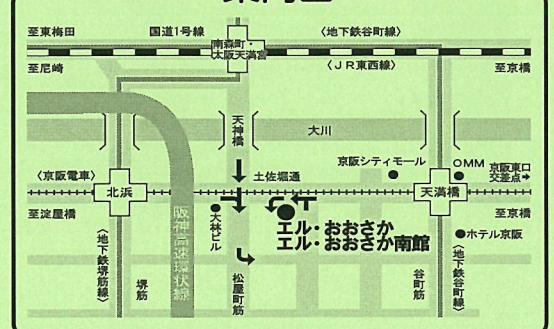 至東梅田
国道1号線
南森町・
大阪天満宮
〈地下鉄谷町線〉
至尼崎
〈JR東西線〉
至京橋
天神橋
大川
京阪シティモール
OMM
京阪東口
交差点→
〈京阪電車〉
北浜
土佐堀通
天満橋
至淀屋橋
大林ビル
エル・おおさか
エル・おおさか南館
至京橋
ホテル京阪
阪神高速環状線
〈地下鉄堺筋線〉
堺筋
松屋町筋
谷町筋
〈地下鉄谷町線〉